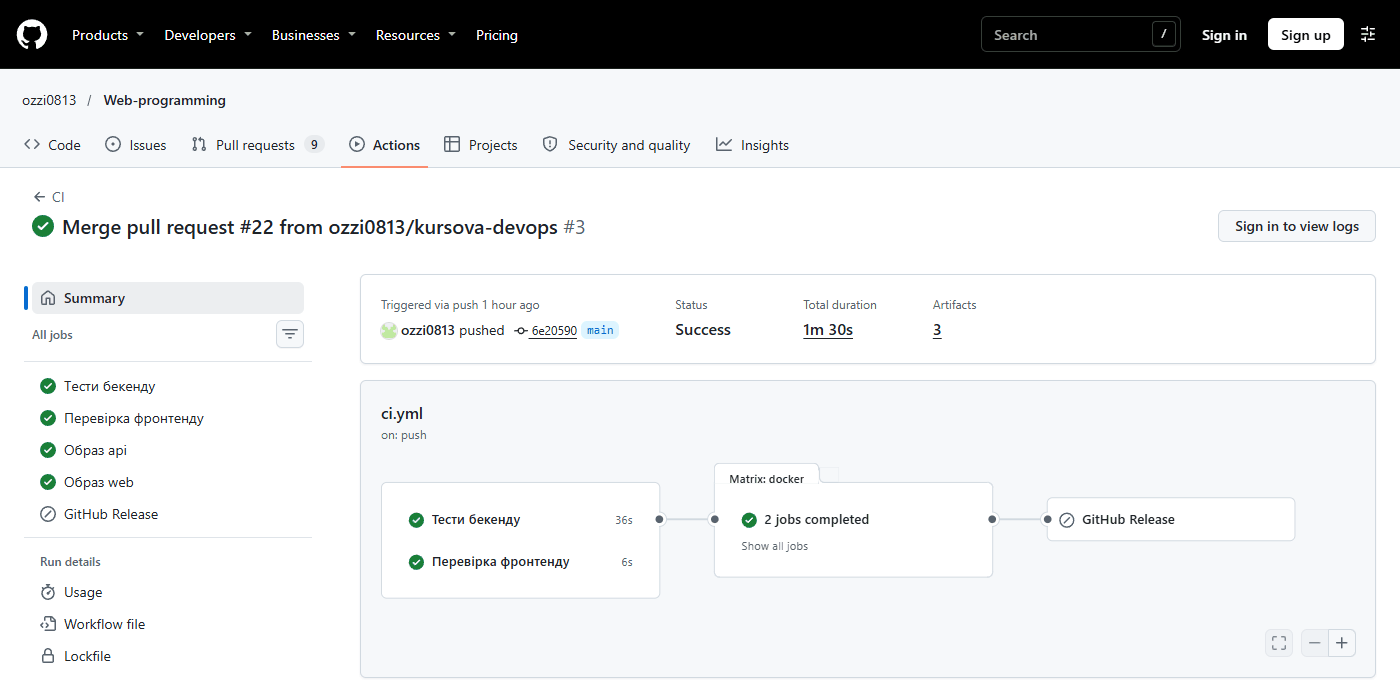 Products Developers Businesses Resources Pricing Search / Sign in Sign up
ozzi0813 / Web-programming
Code Issues Pull requests 9 Actions Projects Security and quality Insights
CI
Merge pull request #22 from ozzi0813/kursova-devops #3
Sign in to view logs
Summary
All jobs
Тести бекенду
Перевірка фронтенду
Образ api
Образ web
GitHub Release
Run details
Usage
Workflow file
Lockfile
Triggered via push 1 hour ago
ozzi0813 pushed 6e20590 main
Status
Success
Total duration
1m 30s
Artifacts
3
ci.yml
on: push
Тести бекенду 36s
Перевірка фронтенду 6s
Matrix: docker
2 jobs completed
Show all jobs
GitHub Release